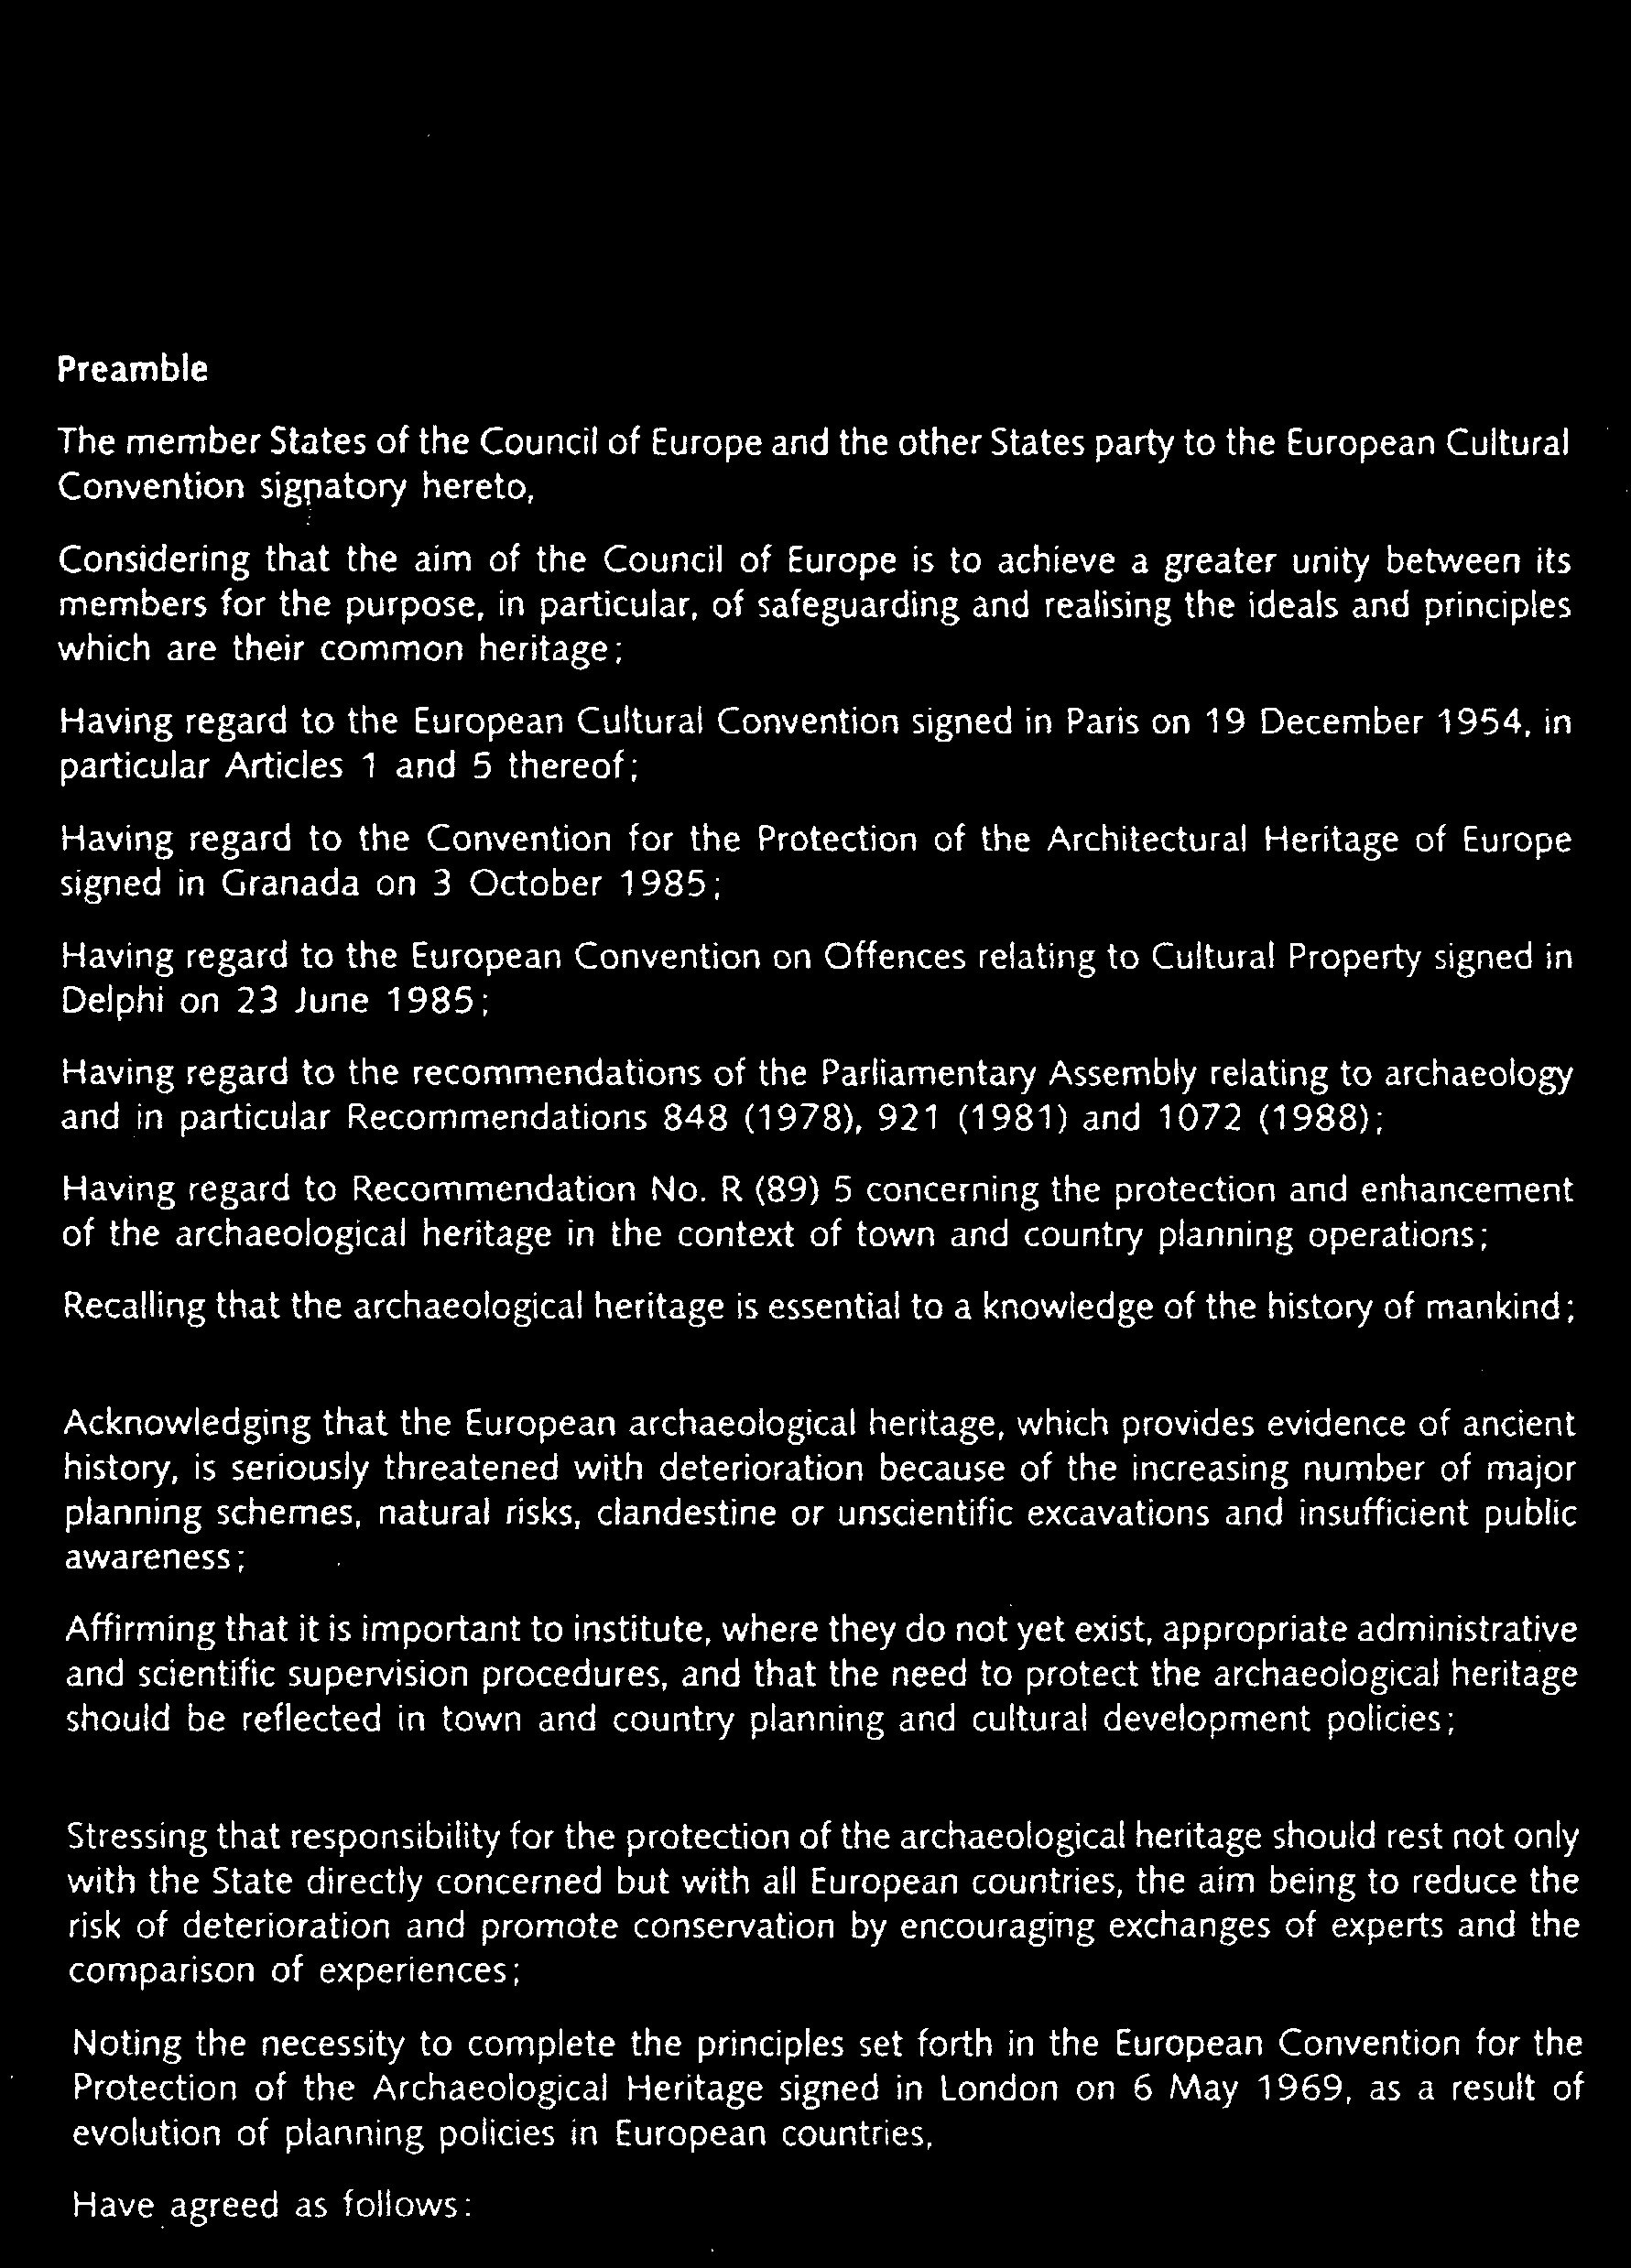 Preamble
The member States of the Council of Europe and the other States party to the European Cultural
Convention signatory hereto,
Considering that the aim of the Council of Europe is to achieve a greater unity between its
members for the purpose, in particular, of safeguarding and realising the ideals and principles
which are their common heritage;
Having regard to the European Cultural Convention signed in Paris on 19 December 1954, in
particular Articles 1 and 5 thereof;
Having regard to the Convention for the Protection of the Architectural Heritage of Europe
signed in Granada on 3 October 1985;
Having regard to the European Convention on Offences relating to Cultural Property signed in
Delphi on 23 June 1985;
Having regard to the recommendations of the Parliamentary Assembly relating to archaeology
and in particular Recommendations 848 (1978), 921 (1981) and 1072 (1988);
Having regard to Recommendation No. R (89) 5 concerning the protection and enhancement
of the archaeological heritage in the context of town and country planning operations;
Recalling that the archaeological heritage is essential to a knowledge of the history of mankind;
Acknowledging that the European archaeological heritage, which provides evidence of ancient
history, is seriously threatened with deterioration because of the increasing number of major
planning schemes, natural risks, clandestine or unscientific excavations and insufficient public
awareness;
Affirming that it is important to institute, where they do not yet exist, appropriate administrative
and scientific supervision procedures, and that the need to protect the archaeological heritage
should be reflected in town and country planning and cultural development policies;
Stressing that responsibility for the protection of the archaeological heritage should rest not only
with the State directly concerned but with all European countries, the aim being to reduce the
risk of deterioration and promote conservation by encouraging exchanges of experts and the
comparison of experiences;
Noting the necessity to complete the principles set forth in the European Convention for the
Protection of the Archaeological Heritage signed in London on 6 May 1969, as a result of
evolution of planning policies in European countries,
Have agreed as follows: